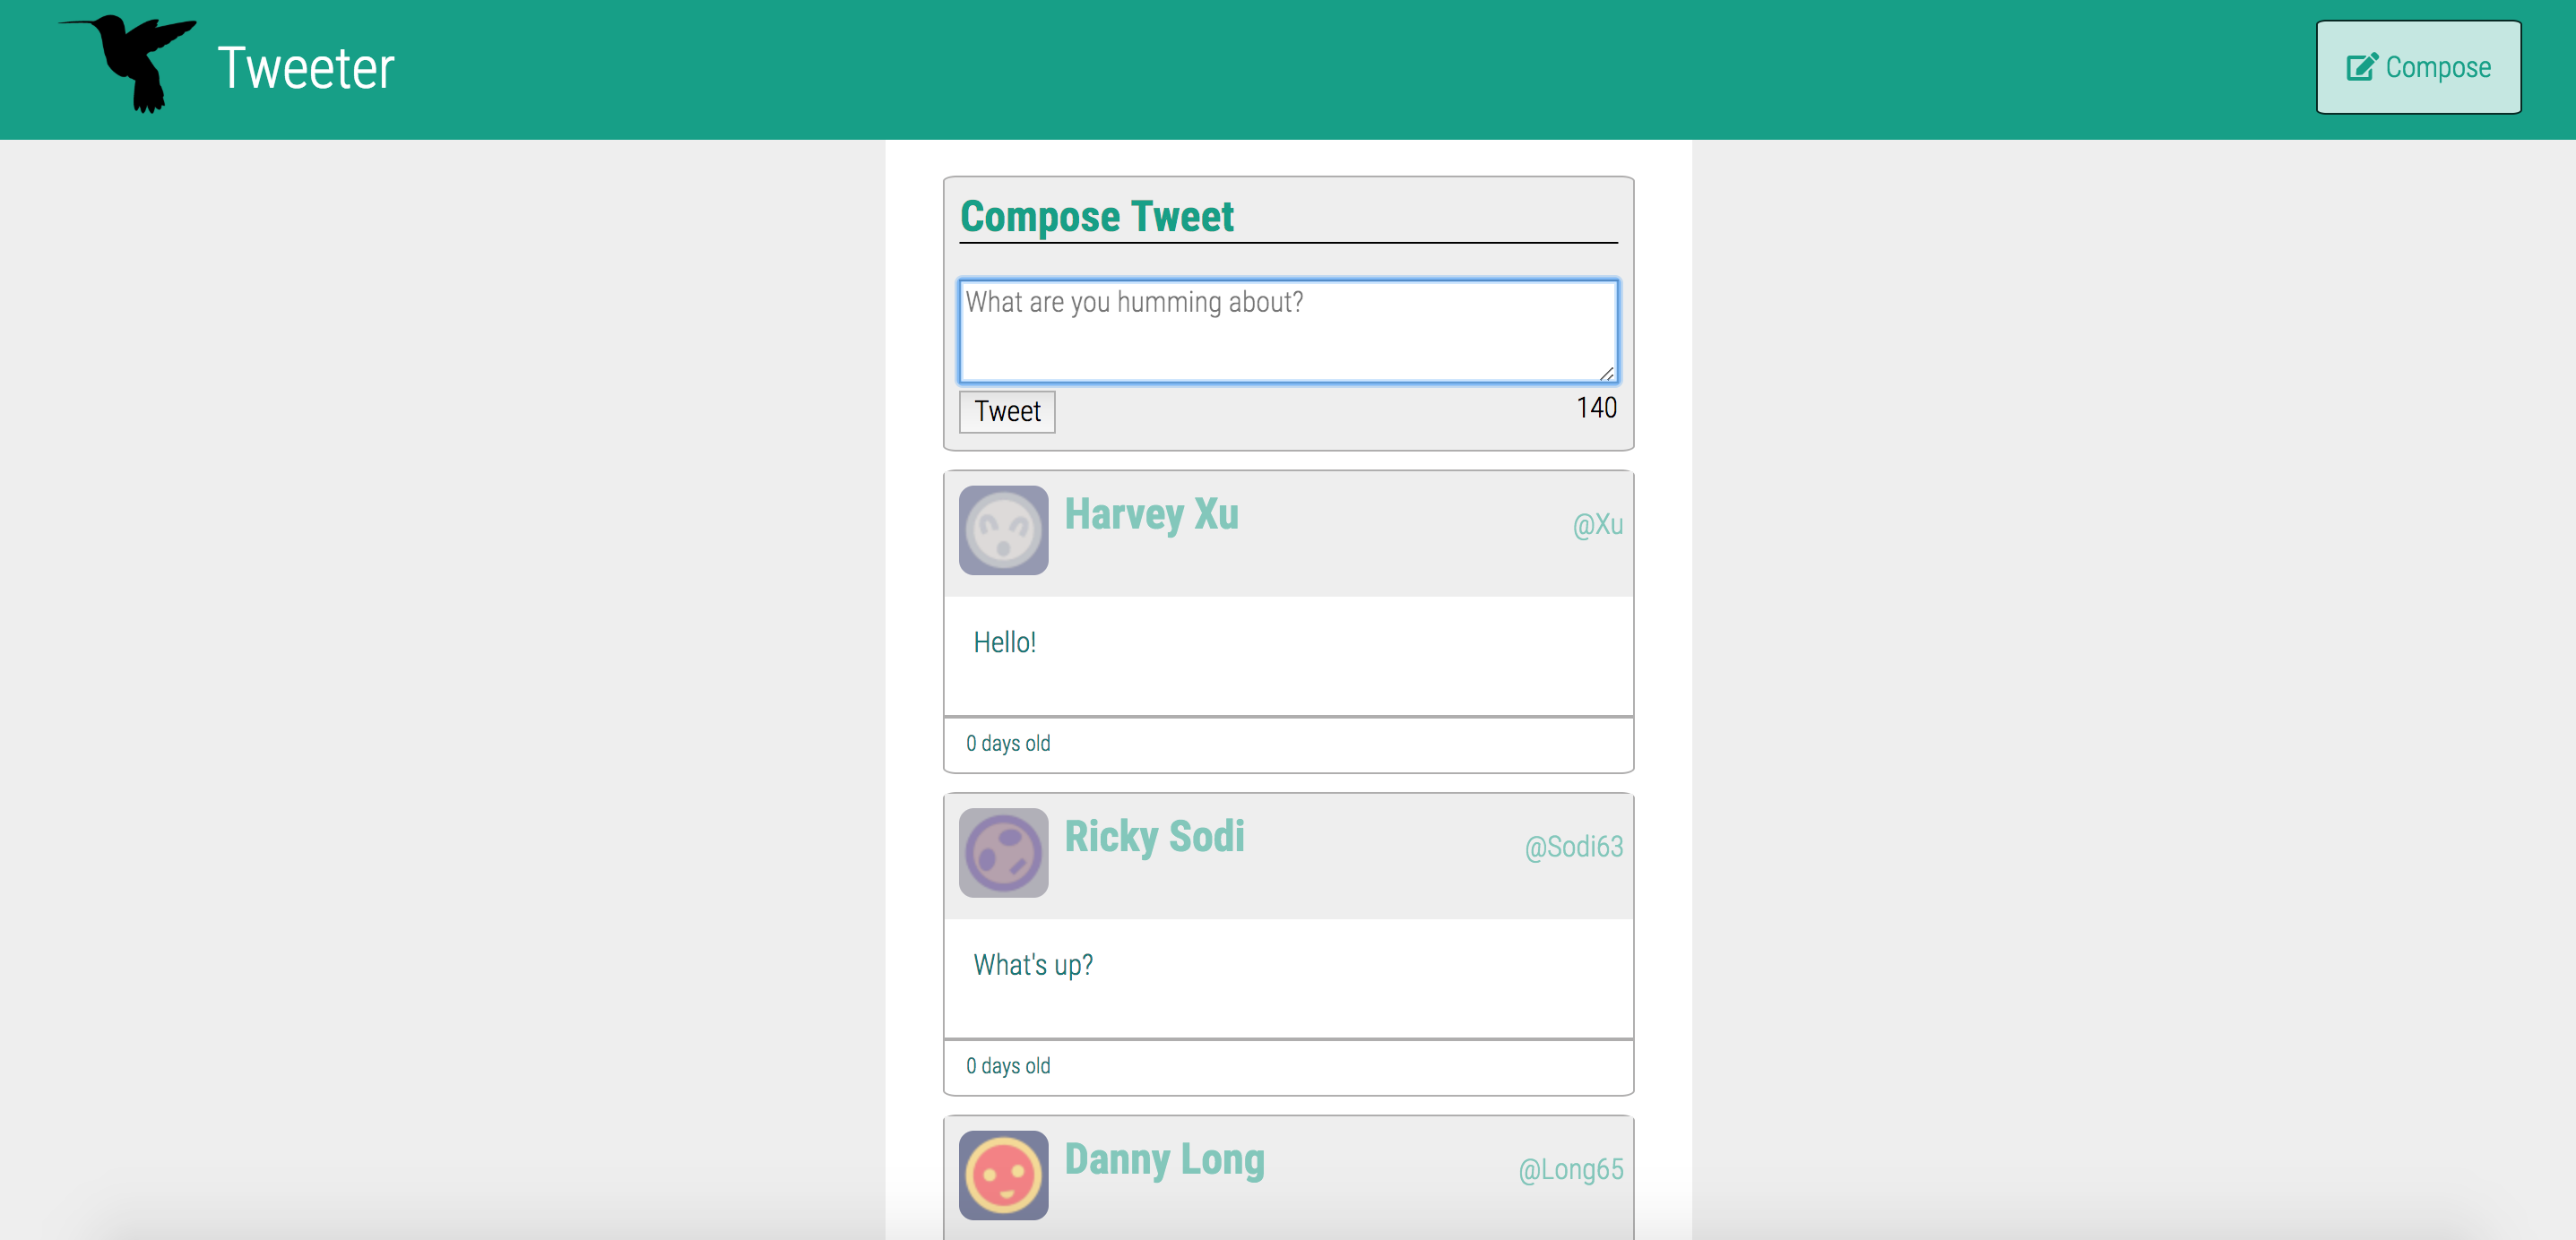 Tweeter
Compose
Compose Tweet
What are you humming about?
Tweet
140
Harvey Xu
@Xu
Hello!
0 days old
Ricky Sodi
@Sodi63
What's up?
0 days old
Danny Long
@Long65